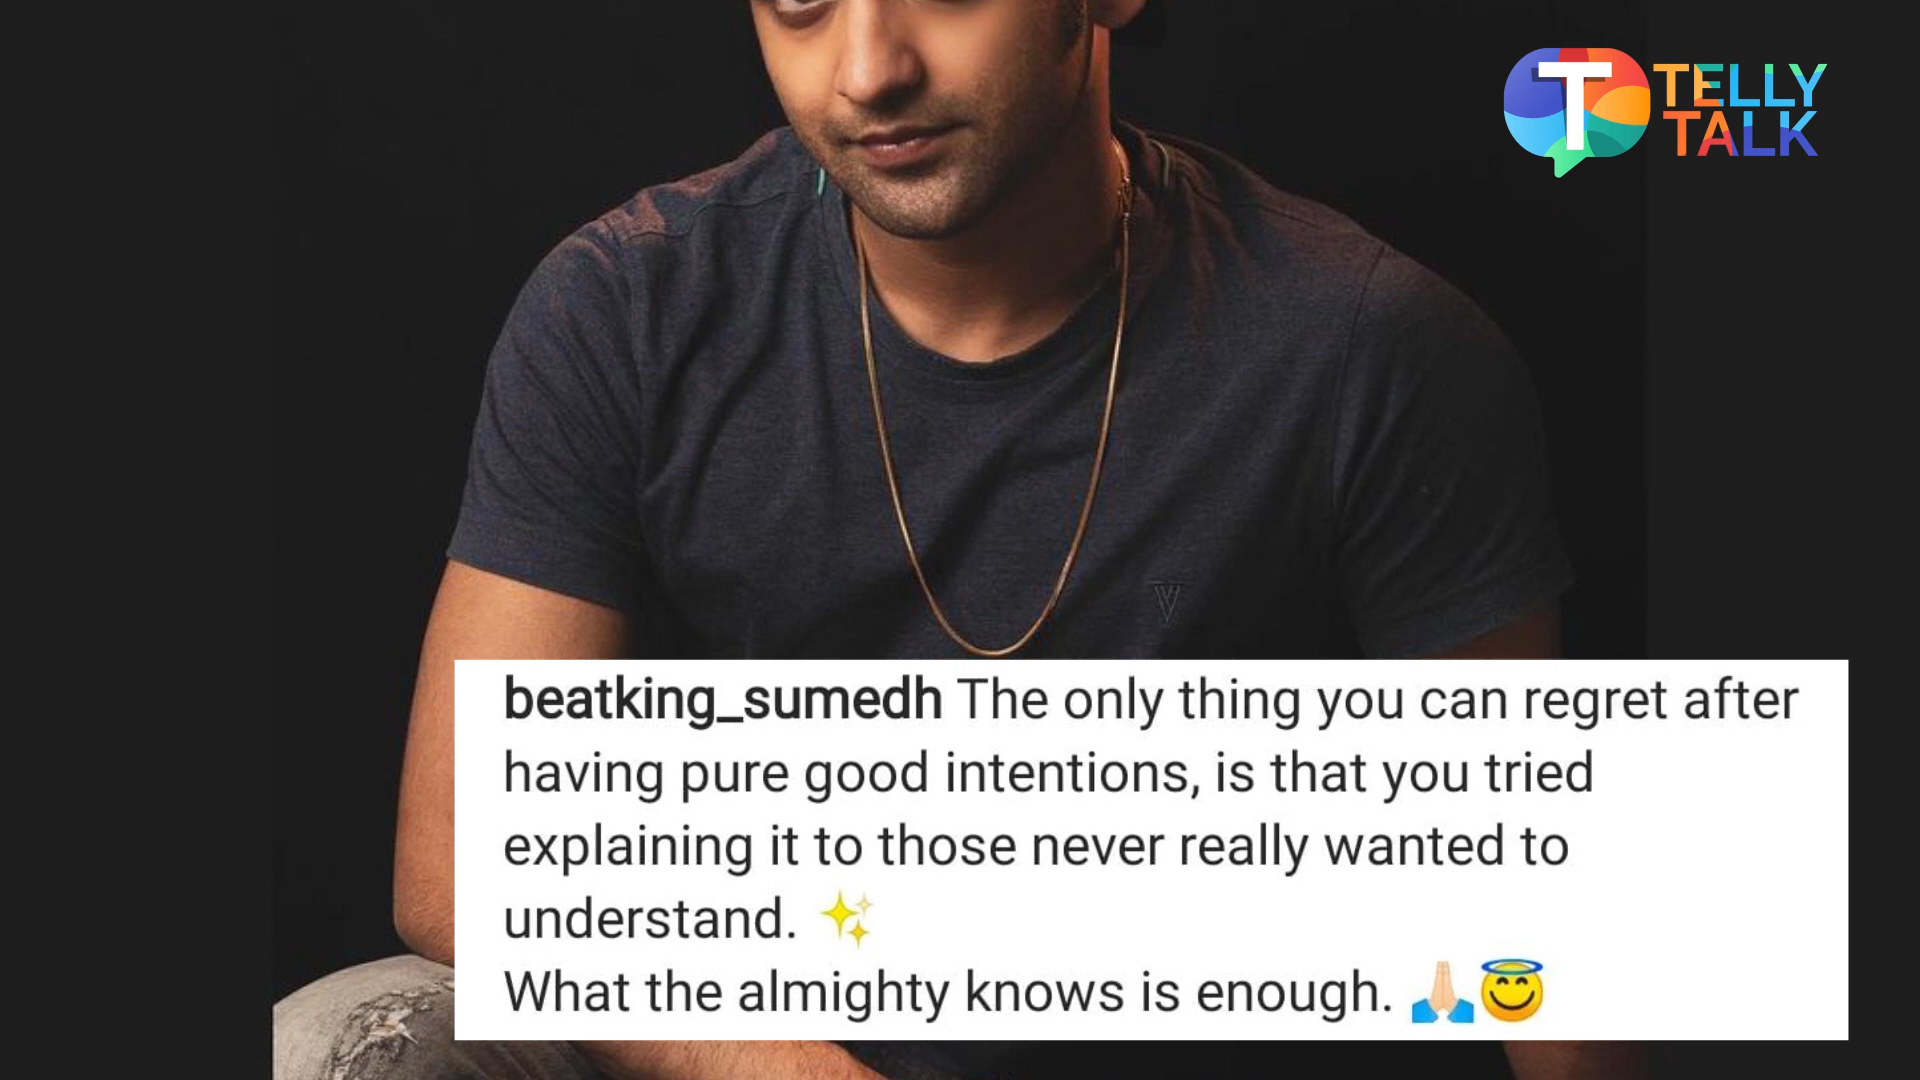 T TELLY
TALK
beatking_sumedh The only thing you can regret after
having pure good intentions, is that you tried
explaining it to those never really wanted to
understand. ✨
What the almighty knows is enough. 🙏🏻😇